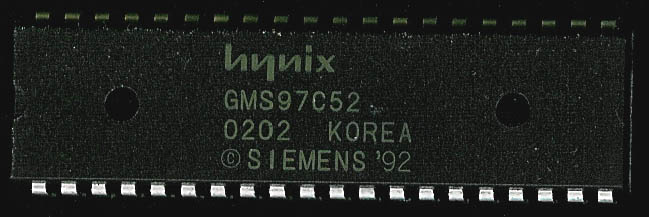 hynix
GMS97C52
0202 KOREA
© SIEMENS '92